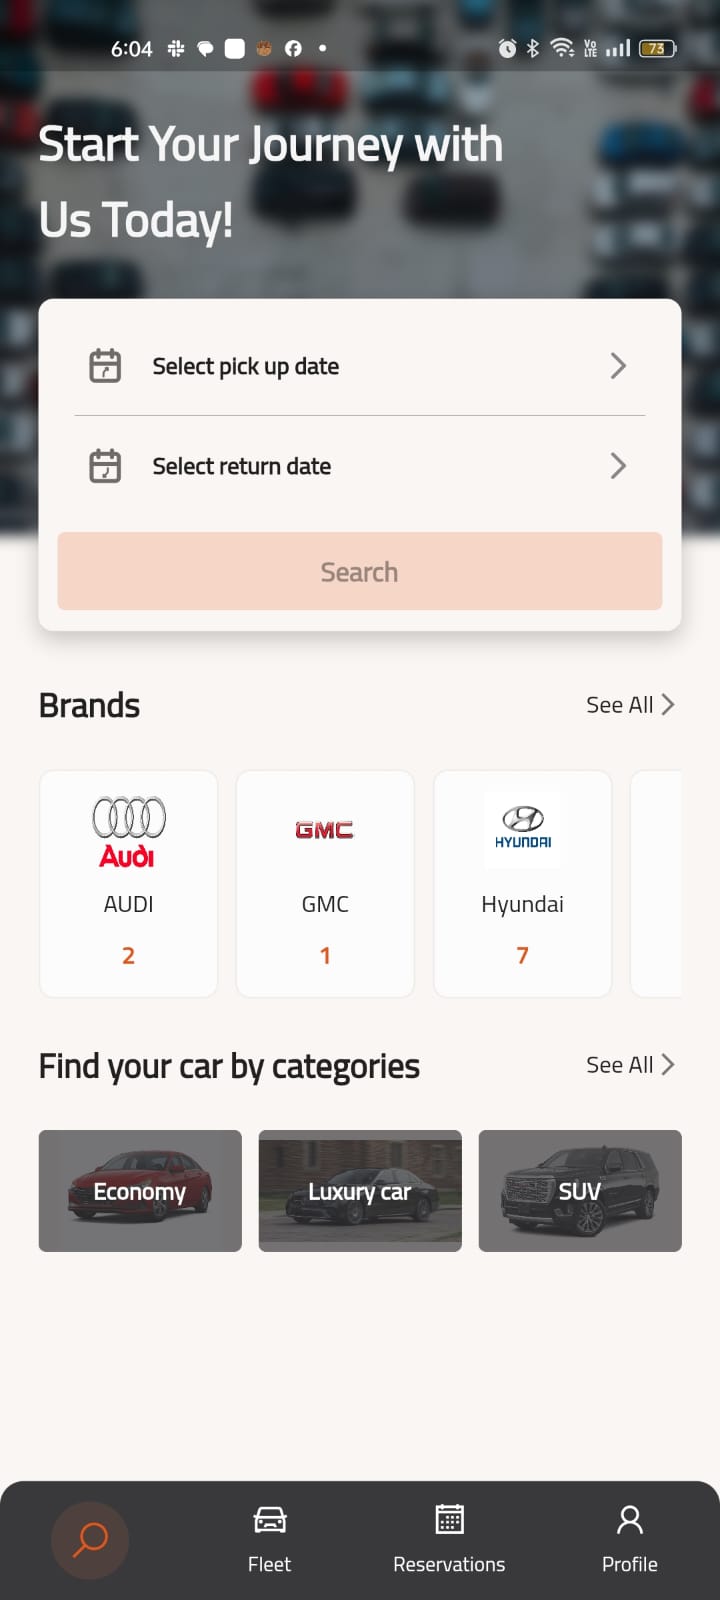 6:04
Vo
LTE
73
Start Your Journey with
Us Today!
Select pick up date
Select return date
Search
Brands
See All
Audi
GMC
HYUNDAI
AUDI
GMC
Hyundai
2
1
7
Find your car by categories
See All
Economy
Luxury car
SUV
Fleet
Reservations
Profile